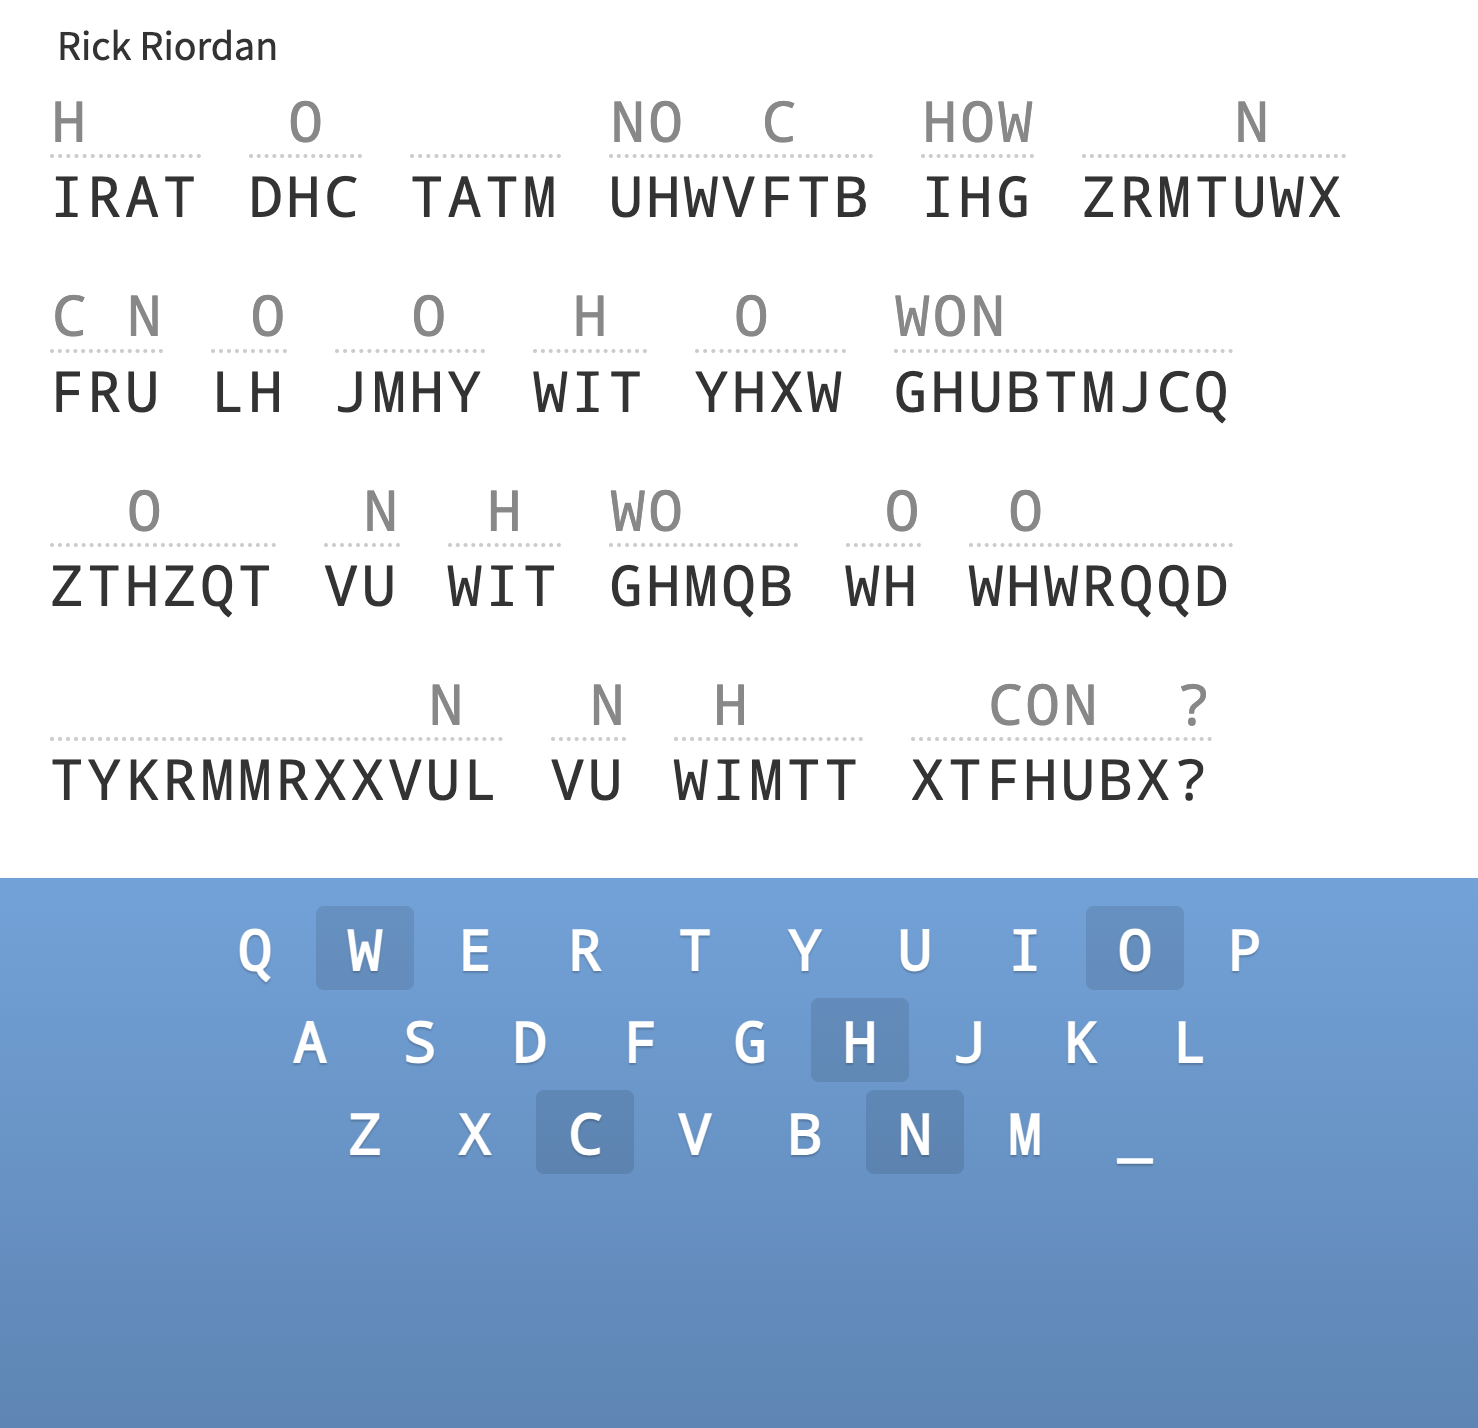 Rick Riordan
H O NO C HOW N
IRAT DHC TATM UHWVFTB IHG ZRMTUWX
C N O O H O WON
FRU LH JMHY WIT YHXW GHUBTMJCQ
O N H WO O O
ZTHZQT VU WIT GHMQB WH WHWRQQD
N N H CON ?
TYKRMMRXXVUL VU WIMTT XTFHUBX?
Q W E R T Y U I O P
A S D F G H J K L
Z X C V B N M _